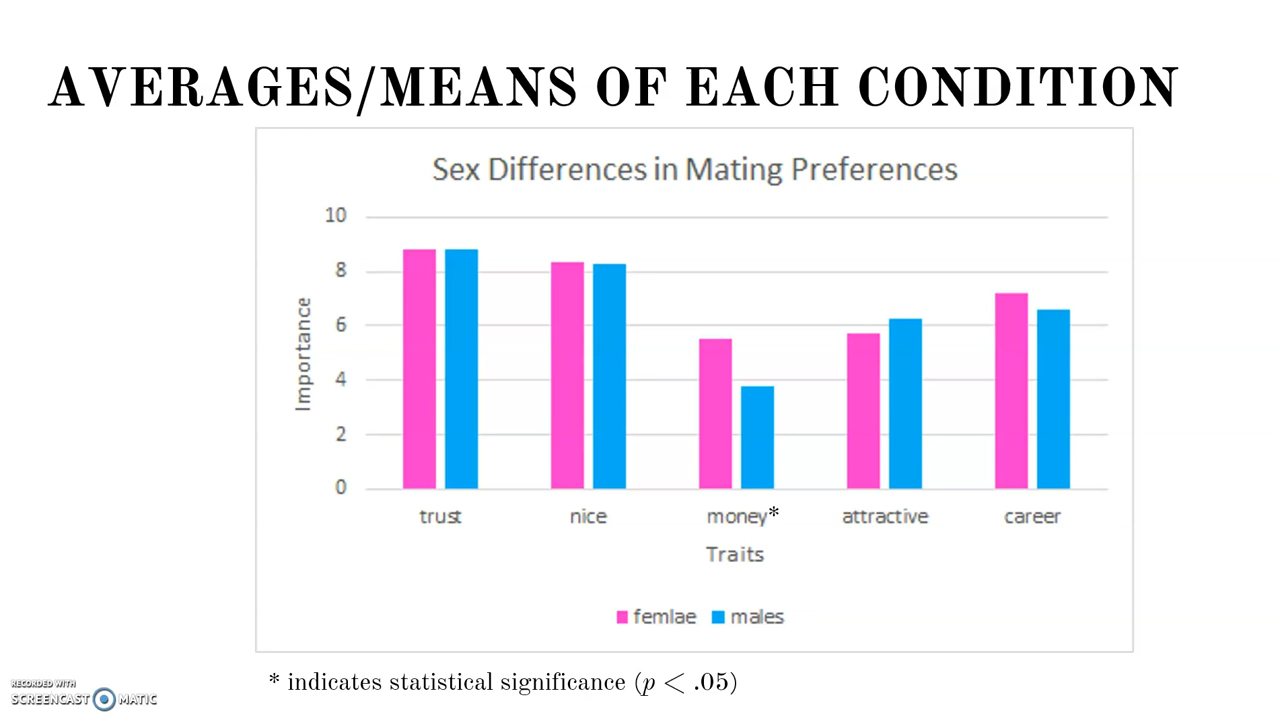 AVERAGES/MEANS OF EACH CONDITION
Sex Differences in Mating Preferences
10
8
6
4
2
0
Importance
trust nice money* attractive career
Traits
femlae males
* indicates statistical significance (p < .05)
RECORDED WITH
SCREENCAST MATIC